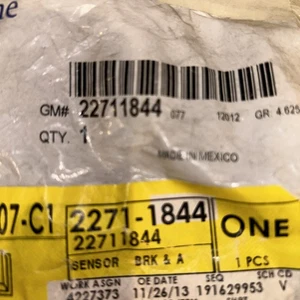 ne
GM# 22711844 077 12012 GR 4.625
QTY. 1
MADE IN MEXICO
07-C1 2271-1844 ONE
22711844
SENSOR BRK & A 1 PCS
WORK ASGN OE DATE SEQ SCH CD
4227373 11/26/13 191629953 V